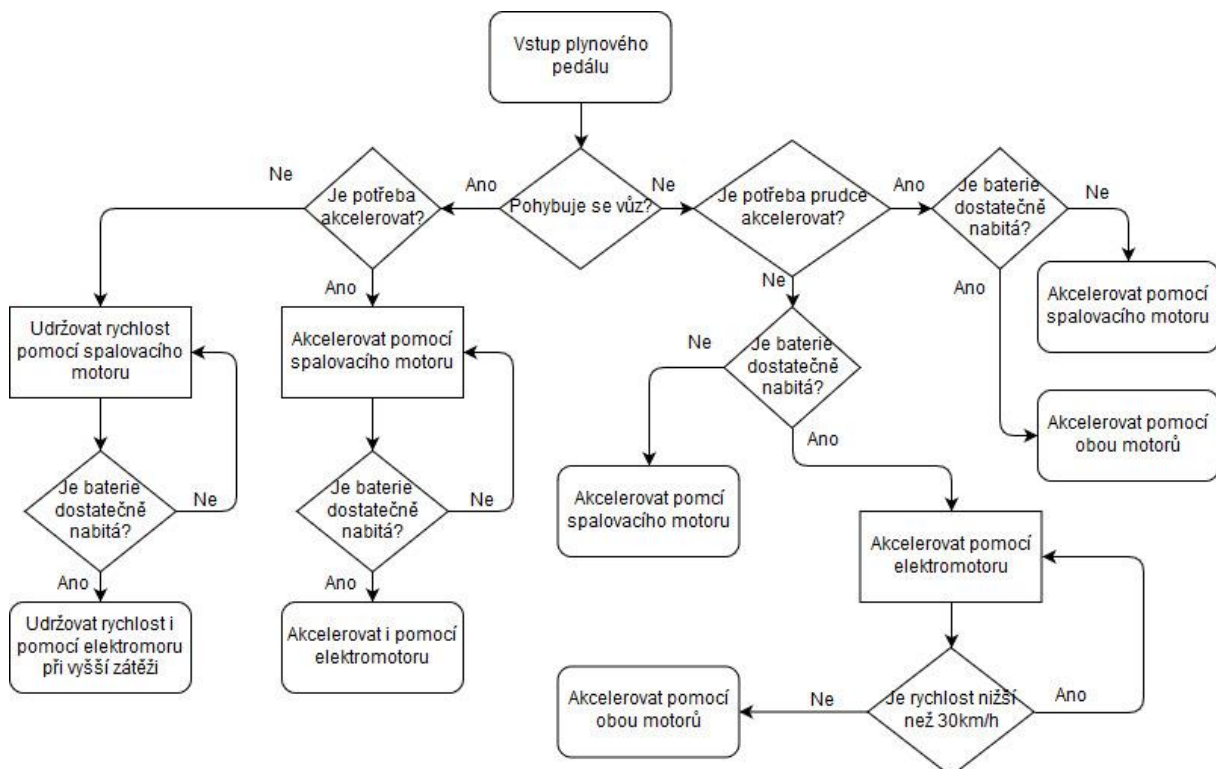 Vstup plynového
pedálu
Ne
Je potřeba
akcelerovat?
Ano
Pohybuje se vůz?
Ne
Je potřeba prudce
akcelerovat?
Ano
Je baterie
dostatečně
nabitá?
Ne
Ano
Ne
Ano
Akcelerovat pomocí
spalovacího motoru
Udržovat rychlost
pomocí spalovacího
motoru
Akcelerovat pomocí
spalovacího motoru
Ne
Je baterie
dostatečně
nabitá?
Ano
Akcelerovat pomocí
obou motorů
Je baterie
dostatečně
nabitá?
Ne
Je baterie
dostatečně
nabitá?
Ne
Akcelerovat pomcí
spalovacího motoru
Akcelerovat pomocí
elektromotoru
Ano
Ano
Udržovat rychlost i
pomocí elektromoru
při vyšší zátěži
Akcelerovat i pomocí
elektromotoru
Akcelerovat pomocí
obou motorů
Ne
Je rychlost nižší
než 30km/h
Ano